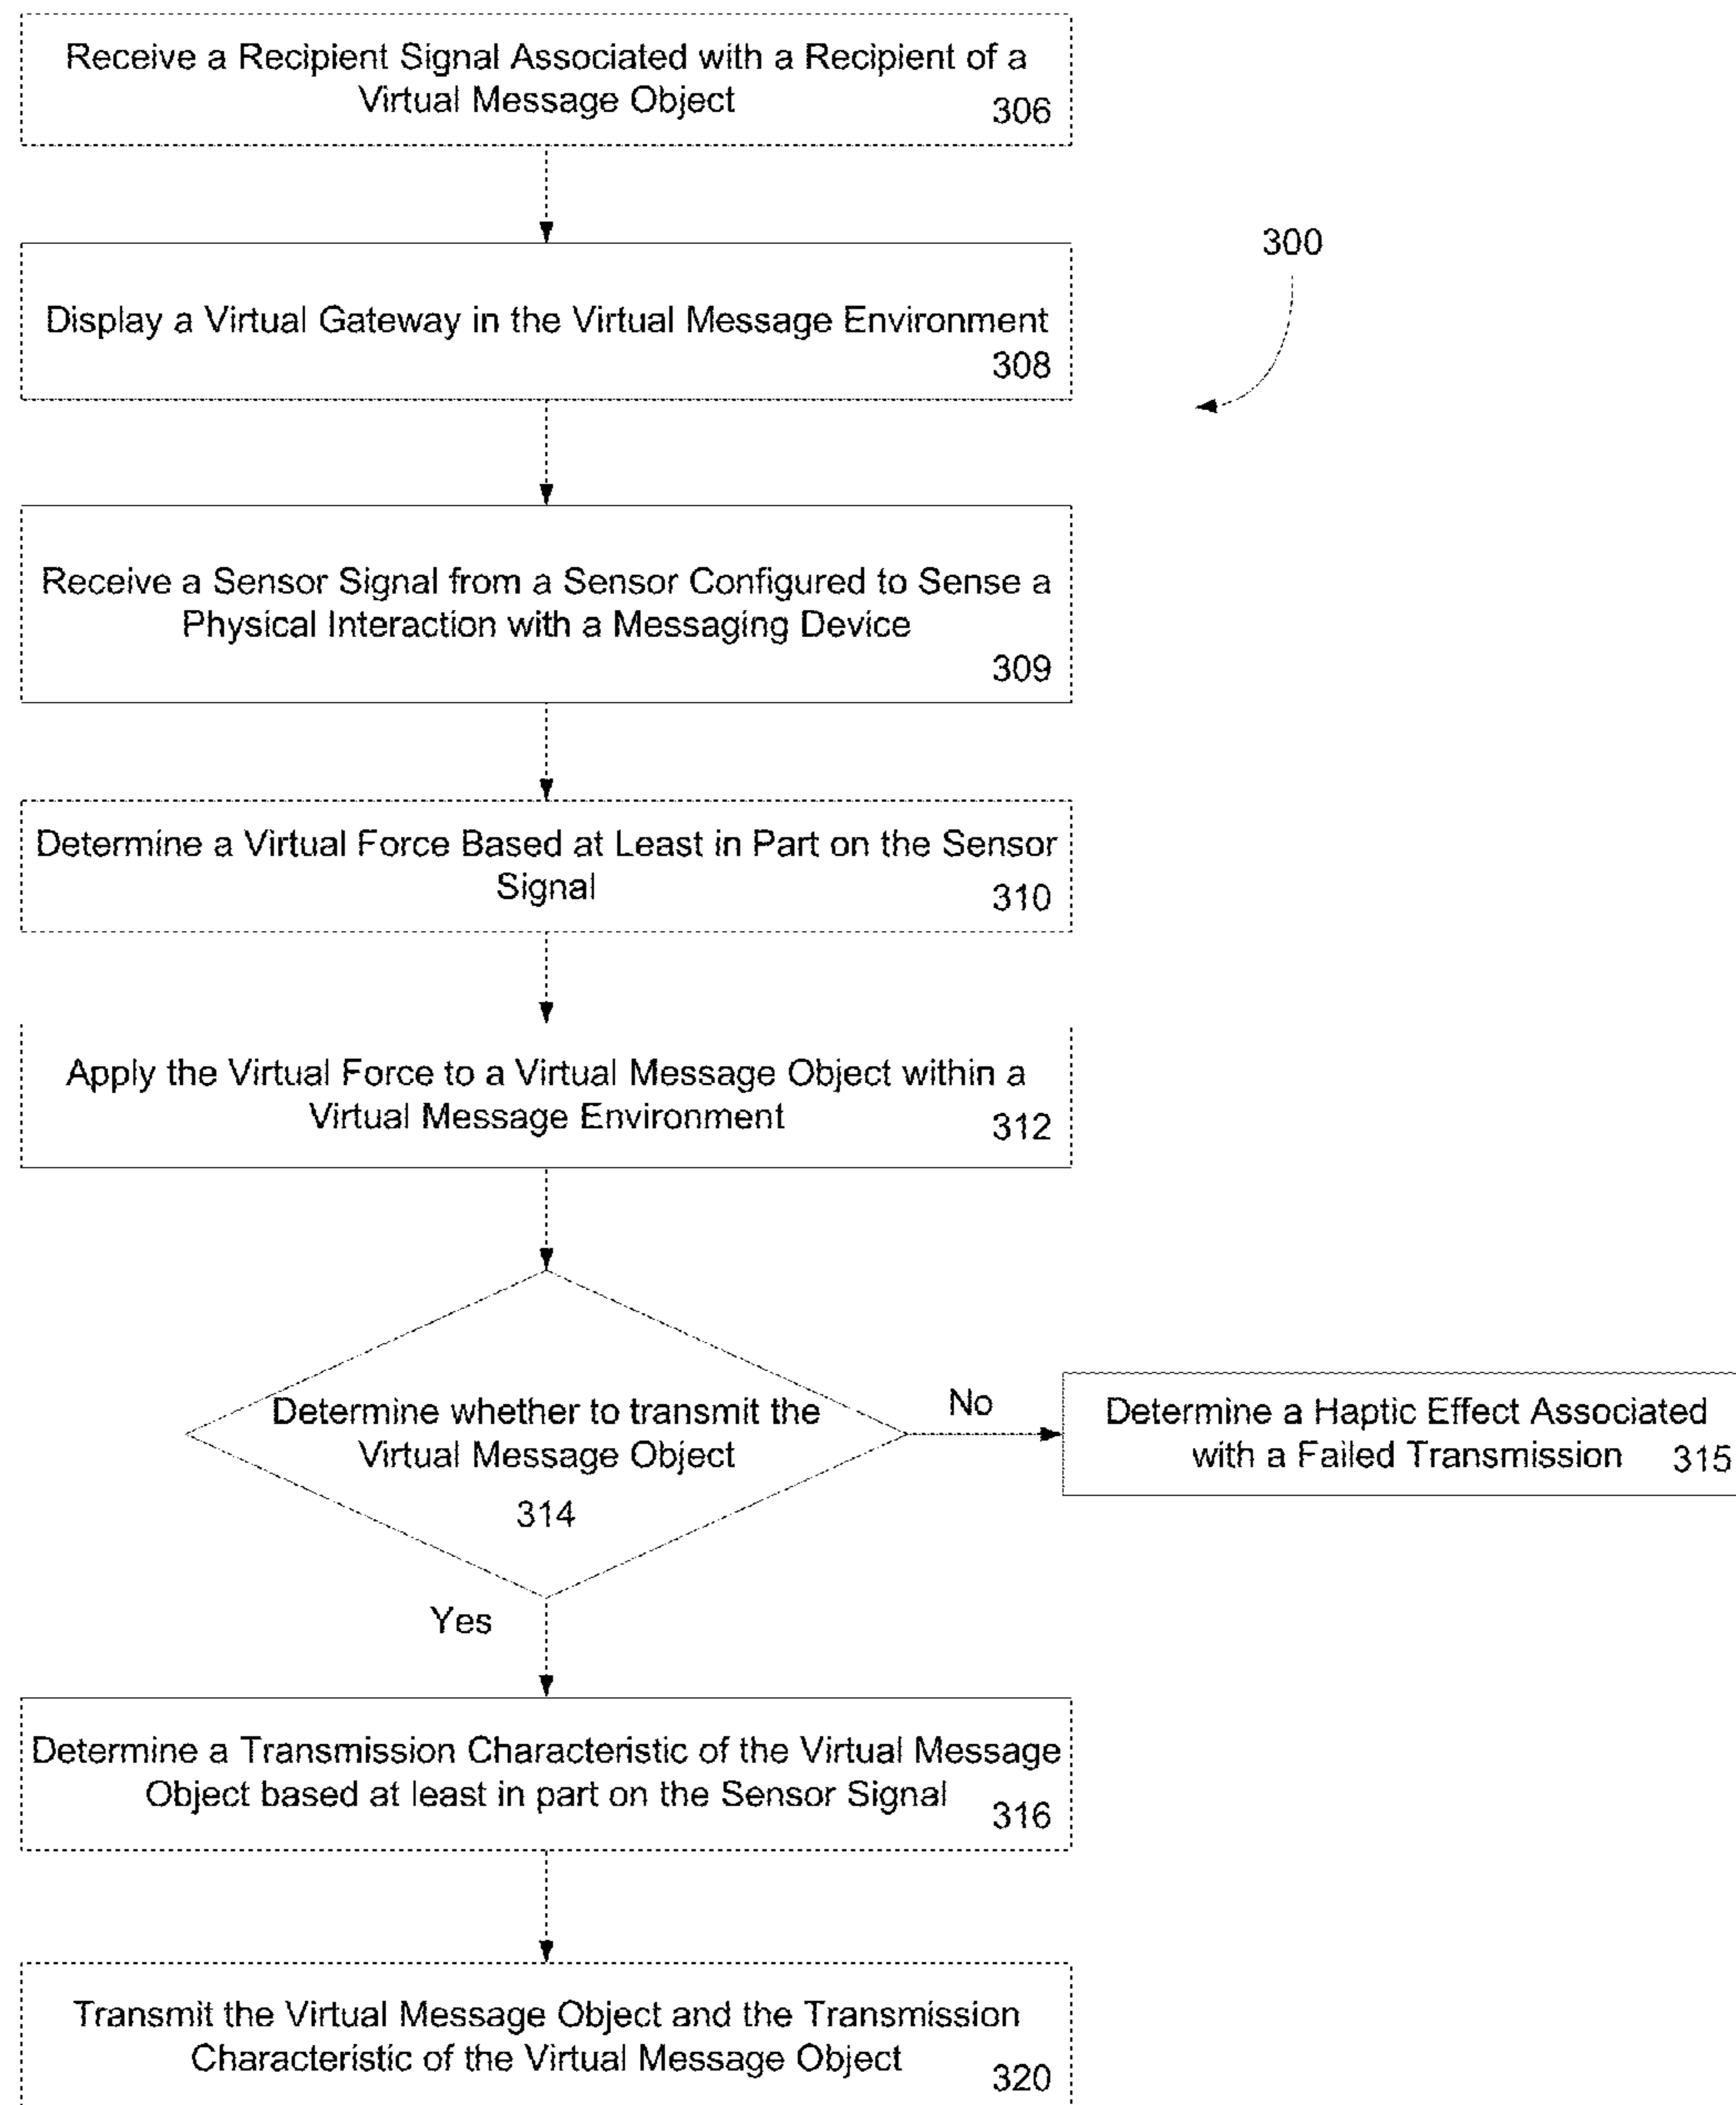 Receive a Recipient Signal Associated with a Recipient of a
Virtual Message Object
306
300
Display a Virtual Gateway in the Virtual Message Environment
308
Receive a Sensor Signal from a Sensor Configured to Sense a
Physical Interaction with a Messaging Device
309
Determine a Virtual Force Based at Least in Part on the Sensor
Signal
310
Apply the Virtual Force to a Virtual Message Object within a
Virtual Message Environment
312
Determine whether to transmit the
Virtual Message Object
314
No
Determine a Haptic Effect Associated
with a Failed Transmission
315
Yes
Determine a Transmission Characteristic of the Virtual Message
Object based at least in part on the Sensor Signal
316
Transmit the Virtual Message Object and the Transmission
Characteristic of the Virtual Message Object
320